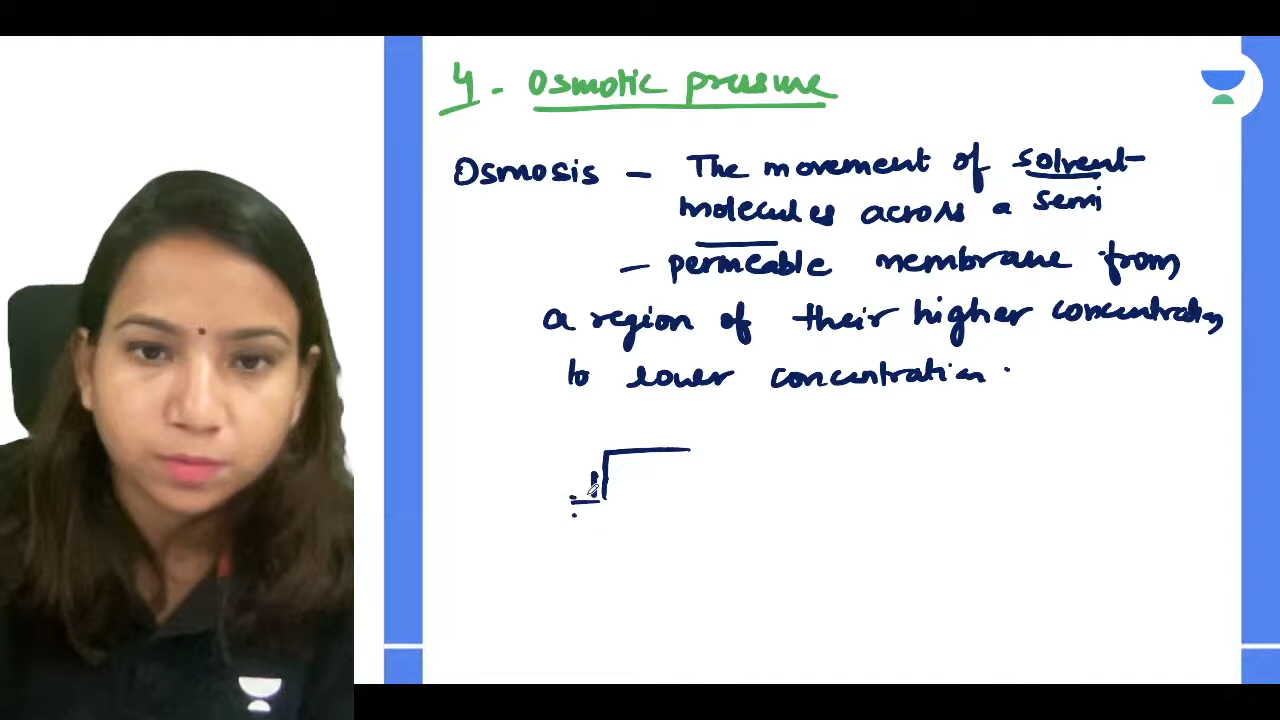 4. Osmotic pressure
Osmosis - The movement of solvent
molecules across a semi
- permeable membrane from
a region of their higher concentration
to lower concentration.